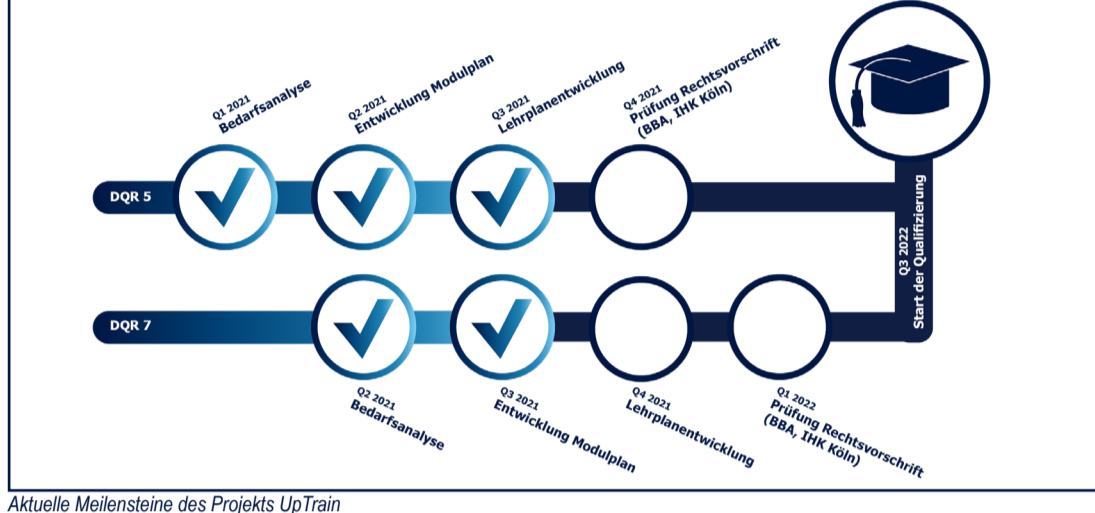 Q1 2021
Bedarfsanalyse
Q2 2021
Entwicklung Modulplan
Q3 2021
Lehrplanentwicklung
Q4 2021
Prüfung Rechtsvorschrift
(BBA, IHK Köln)
DQR 5
Q3 2022
Start der Qualifizierung
DQR 7
Q2 2021
Bedarfsanalyse
Q3 2021
Entwicklung Modulplan
Q4 2021
Lehrplanentwicklung
Q1 2022
Prüfung Rechtsvorschrift
(BBA, IHK Köln)
Aktuelle Meilensteine des Projekts UpTrain